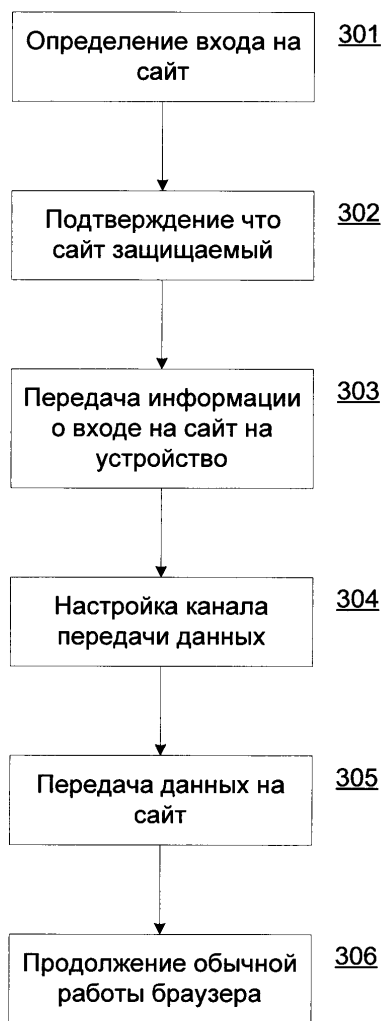 Определение входа на
сайт
301
Подтверждение что
сайт защищаемый
302
Передача информации
о входе на сайт на
устройство
303
Настройка канала
передачи данных
304
Передача данных на
сайт
305
Продолжение обычной
работы браузера
306